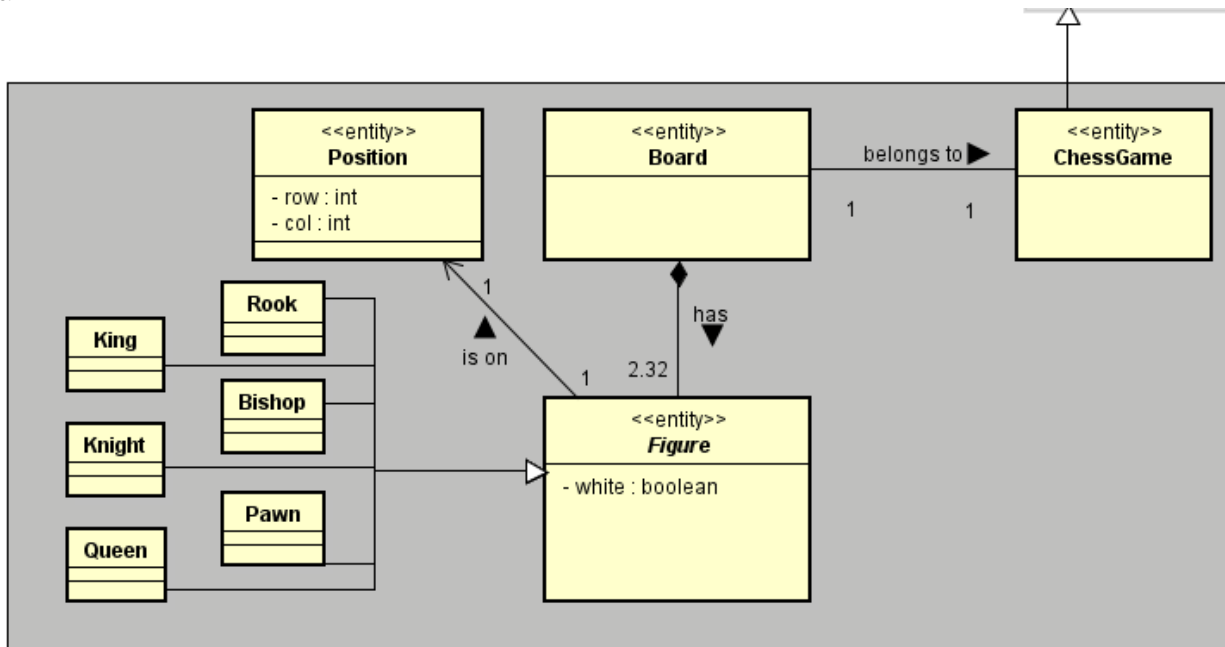 <<entity>>
Position
- row : int
- col : int
<<entity>>
Board
belongs to
1
1
<<entity>>
ChessGame
1
is on
1
has
2.32
Rook
King
Bishop
Knight
Pawn
Queen
<<entity>>
Figure
- white : boolean